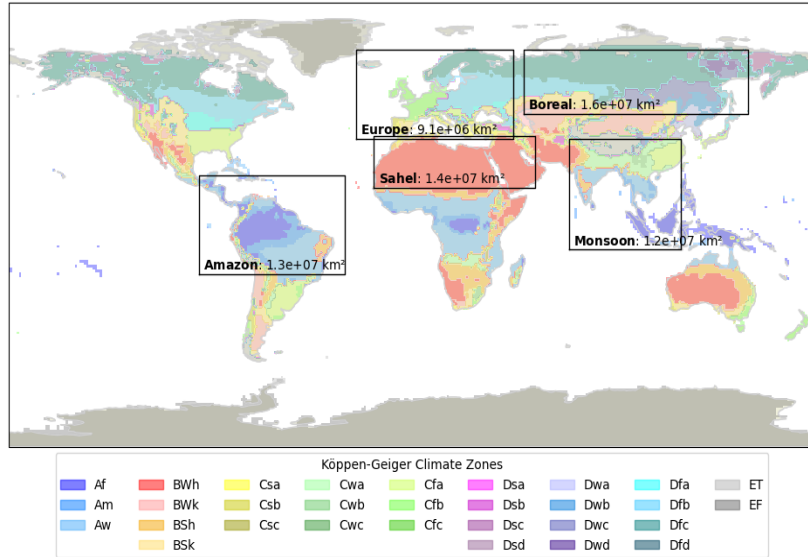 Boreal: 1.6e+07 km²
Europe: 9.1e+06 km²
Sahel: 1.4e+07 km²
Monsoon: 1.2e+07 km²
Amazon: 1.3e+07 km²
Köppen-Geiger Climate Zones
Af BWh Csa Cwa Cfa Dsa Dwa Dfa ET
Am BWk Csb Cwb Cfb Dsb Dwb Dfb EF
Aw BSh Csc Cwc Cfc Dsc Dwc Dfc
BSk Dsd Dwd Dfd